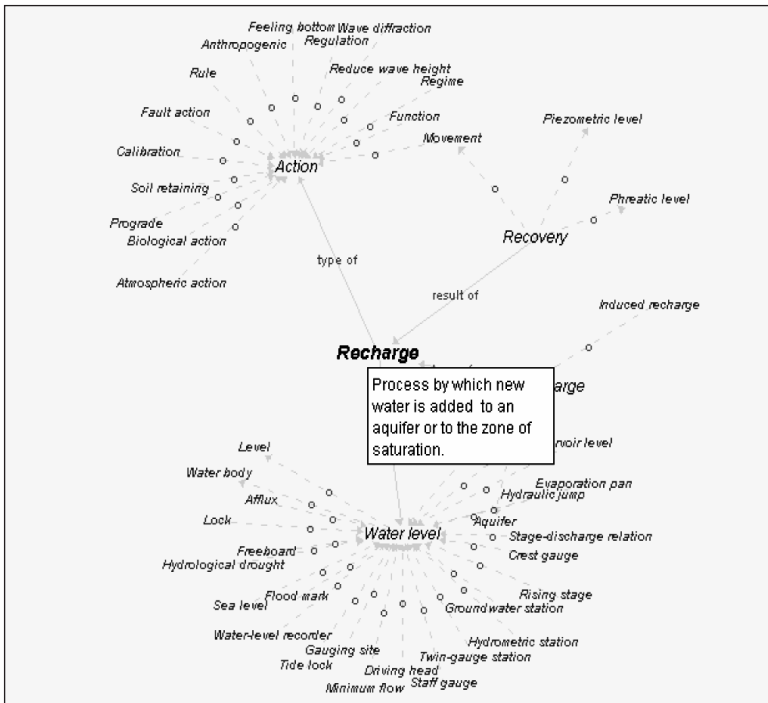 Feeling bottom
Wave diffraction
Anthropogenic
Regulation
Rule
Reduce wave height
Regime
Fault action
Function
Movement
Piezometric level
Calibration
Action
Soil retaining
Phreatic level
Prograde
Recovery
Biological action
type of
Atmospheric action
result of
Induced recharge
Recharge
arge
Process by which new
water is added to an
aquifer or to the zone of
saturation.
Level
rvoir level
Water body
Evaporation pan
Afflux
Hydraulic jump
Lock
Aquifer
Water level
Stage-discharge relation
Freeboard
Crest gauge
Hydrological drought
Flood mark
Rising stage
Sea level
Groundwater station
Water-level recorder
Hydrometric station
Gauging site
Twin-gauge station
Tide lock
Driving head
Minimum flow
Staff gauge